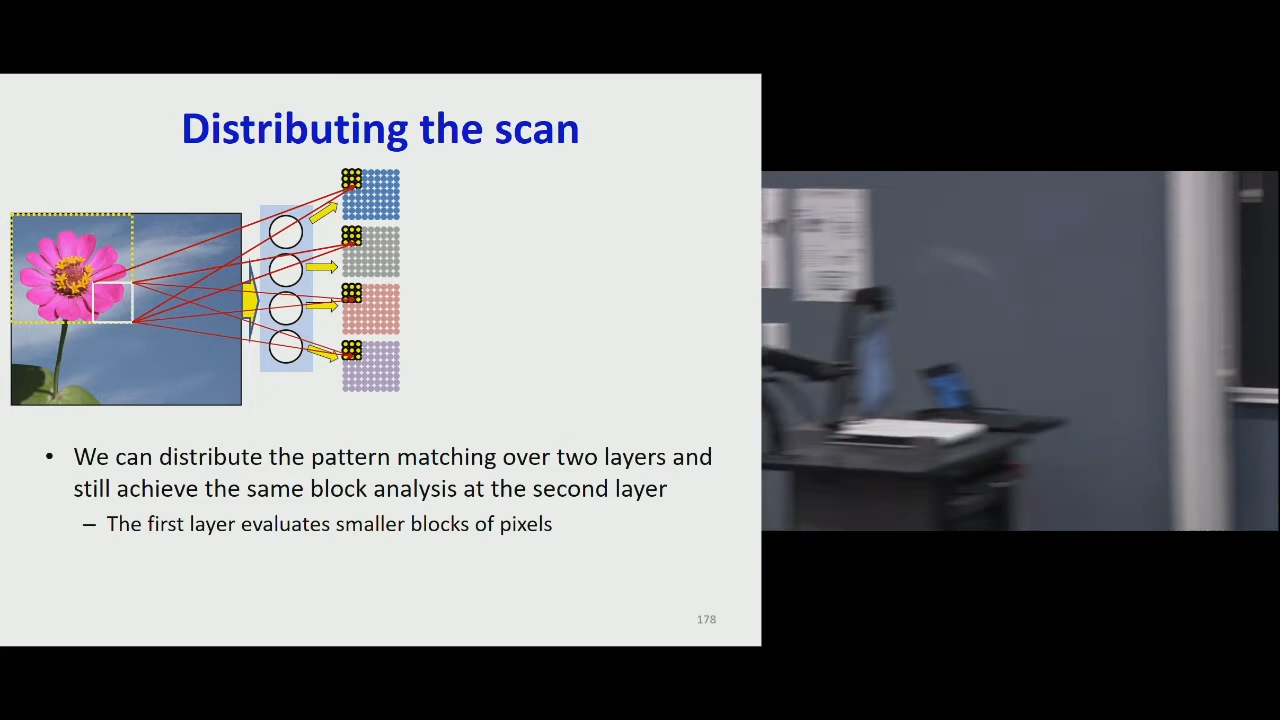 Distributing the scan
• We can distribute the pattern matching over two layers and
still achieve the same block analysis at the second layer
– The first layer evaluates smaller blocks of pixels
178